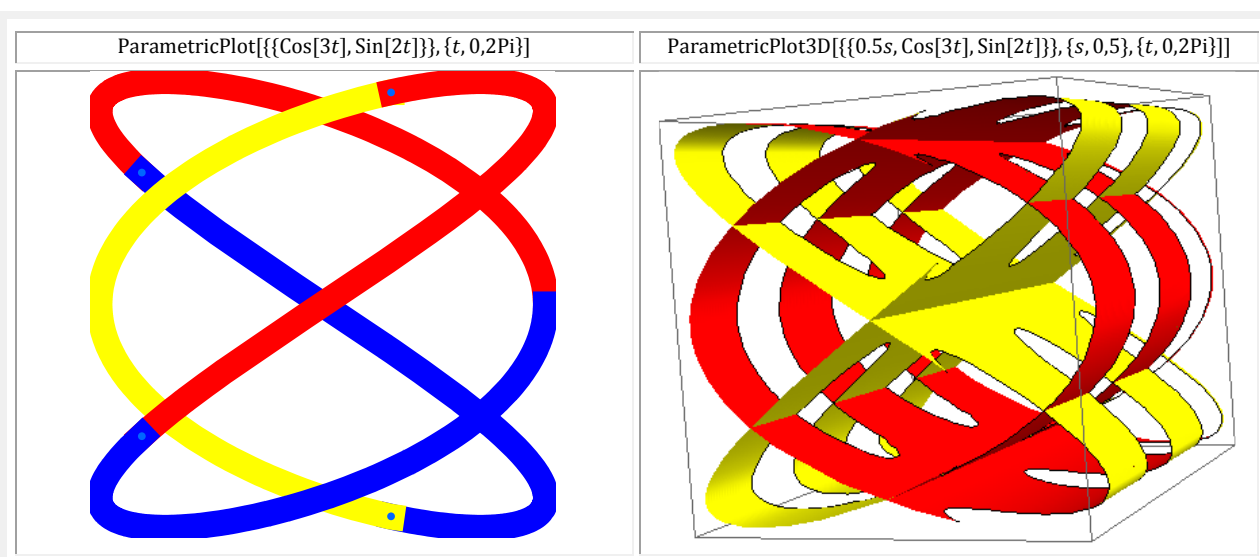 ParametricPlot[{{Cos[3t], Sin[2t]}}, {t, 0,2Pi}]
ParametricPlot3D[{{0.5s, Cos[3t], Sin[2t]}}, {s, 0,5}, {t, 0,2Pi}]]